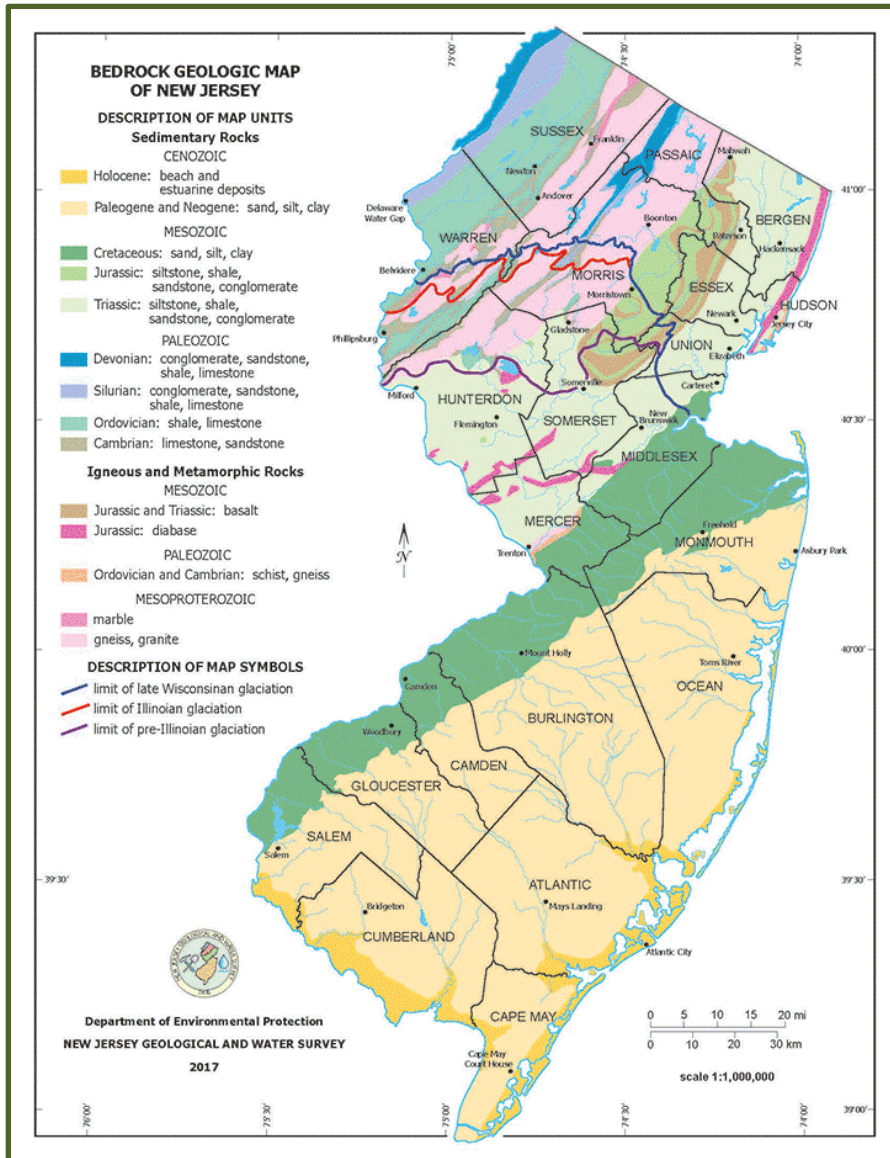 BEDROCK GEOLOGIC MAP
OF NEW JERSEY
DESCRIPTION OF MAP UNITS
Sedimentary Rocks
CENOZOIC
Holocene: beach and
estuarine deposits
Paleogene and Neogene: sand, silt, clay
MESOZOIC
Cretaceous: sand, silt, clay
Jurassic: siltstone, shale,
sandstone, conglomerate
Triassic: siltstone, shale,
sandstone, conglomerate
PALEOZOIC
Devonian: conglomerate, sandstone,
shale, limestone
Silurian: conglomerate, sandstone,
shale, limestone
Ordovician: shale, limestone
Cambrian: limestone, sandstone
Igneous and Metamorphic Rocks
MESOZOIC
Jurassic and Triassic: basalt
Jurassic: diabase
PALEOZOIC
Ordovician and Cambrian: schist, gneiss
MESOPROTEROZOIC
marble
gneiss, granite
DESCRIPTION OF MAP SYMBOLS
limit of late Wisconsinan glaciation
limit of Illinoian glaciation
limit of pre-Illinoian glaciation
75°00'
74°30'
74°00'
SUSSEX
Franklin
PASSAIC
Mahwah
Newton
41°00'
Andover
Delaware
Water Gap
BERGEN
Boonton
Paterson
WARREN
Hackensack
Belvidere
MORRIS
ESSEX
Morristown
HUDSON
Newark
Jersey City
Gladstone
Phillipsburg
UNION
Elizabeth
Somerville
Carteret
Milford
HUNTERDON
Flemington
SOMERSET
New
Brunswick
40°30'
MIDDLESEX
MERCER
Freehold
N
MONMOUTH
Trenton
Asbury Park
40°00'
Mount Holly
Toms River
Camden
OCEAN
BURLINGTON
Woodbury
CAMDEN
GLOUCESTER
SALEM
Salem
39°30'
39°30'
ATLANTIC
Mays Landing
Bridgeton
CUMBERLAND
Atlantic City
CAPE MAY
Cape May
Court House
Department of Environmental Protection
NEW JERSEY GEOLOGICAL AND WATER SURVEY
2017
0 5 10 15 20 mi
0 10 20 30 km
scale 1:1,000,000
39°00'
76°00'
75°30'
75°00'
74°30'
74°00'